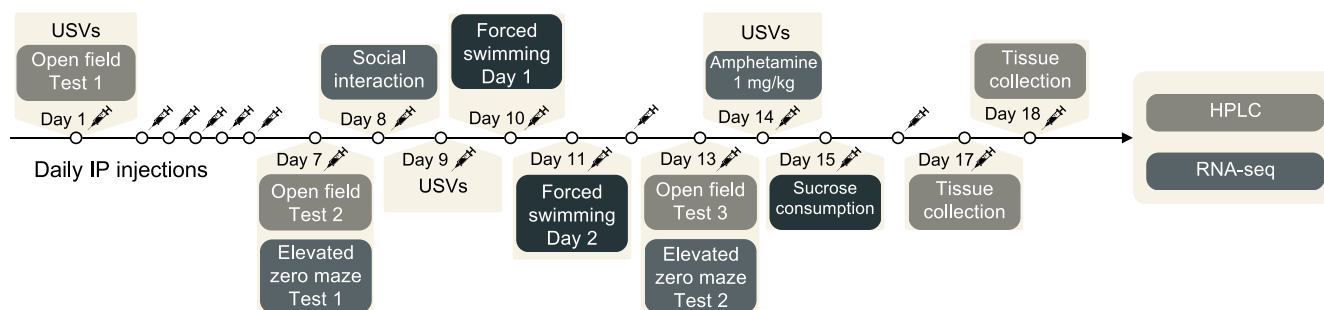 USVs
Open field
Test 1
Day 1
Daily IP injections
Day 7
Open field
Test 2
Elevated
zero maze
Test 1
Social
interaction
Day 8
Day 9
USVs
Forced
swimming
Day 1
Day 10
Day 11
Forced
swimming
Day 2
Day 13
Open field
Test 3
Elevated
zero maze
Test 2
USVs
Amphetamine
1 mg/kg
Day 14
Day 15
Sucrose
consumption
Day 17
Tissue
collection
Tissue
collection
Day 18
HPLC
RNA-seq